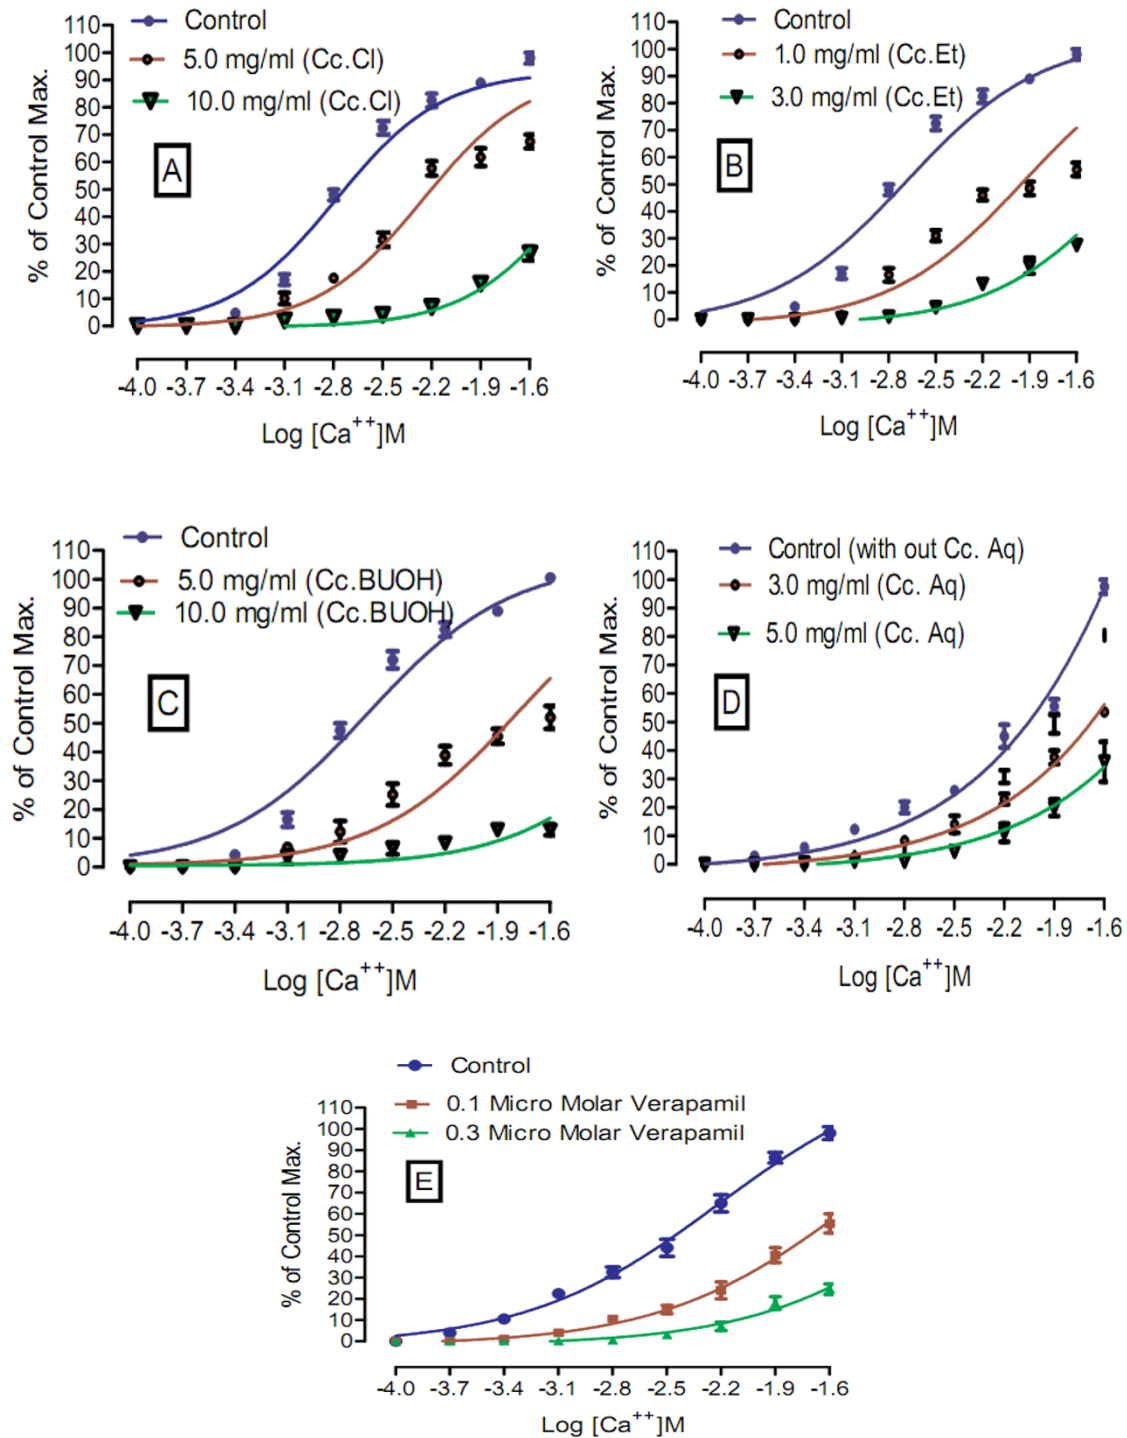 110
100
90
80
70
60
50
40
30
20
10
0
% of Control Max.
Control
5.0 mg/ml (Cc.Cl)
10.0 mg/ml (Cc.Cl)
A
-4.0 -3.7 -3.4 -3.1 -2.8 -2.5 -2.2 -1.9 -1.6
Log [Ca++]M
110
100
90
80
70
60
50
40
30
20
10
0
% of Control Max.
Control
1.0 mg/ml (Cc.Et)
3.0 mg/ml (Cc.Et)
B
-4.0 -3.7 -3.4 -3.1 -2.8 -2.5 -2.2 -1.9 -1.6
Log [Ca++]M
110
100
90
80
70
60
50
40
30
20
10
0
% of Control Max.
Control
5.0 mg/ml (Cc.BUOH)
10.0 mg/ml (Cc.BUOH)
C
-4.0 -3.7 -3.4 -3.1 -2.8 -2.5 -2.2 -1.9 -1.6
Log [Ca++]M
110
100
90
80
70
60
50
40
30
20
10
0
% of Control Max.
Control (with out Cc. Aq)
3.0 mg/ml (Cc. Aq)
5.0 mg/ml (Cc. Aq)
D
-4.0 -3.7 -3.4 -3.1 -2.8 -2.5 -2.2 -1.9 -1.6
Log [Ca++]M
110
100
90
80
70
60
50
40
30
20
10
0
% of Control Max.
Control
0.1 Micro Molar Verapamil
0.3 Micro Molar Verapamil
E
-4.0 -3.7 -3.4 -3.1 -2.8 -2.5 -2.2 -1.9 -1.6
Log [Ca++]M